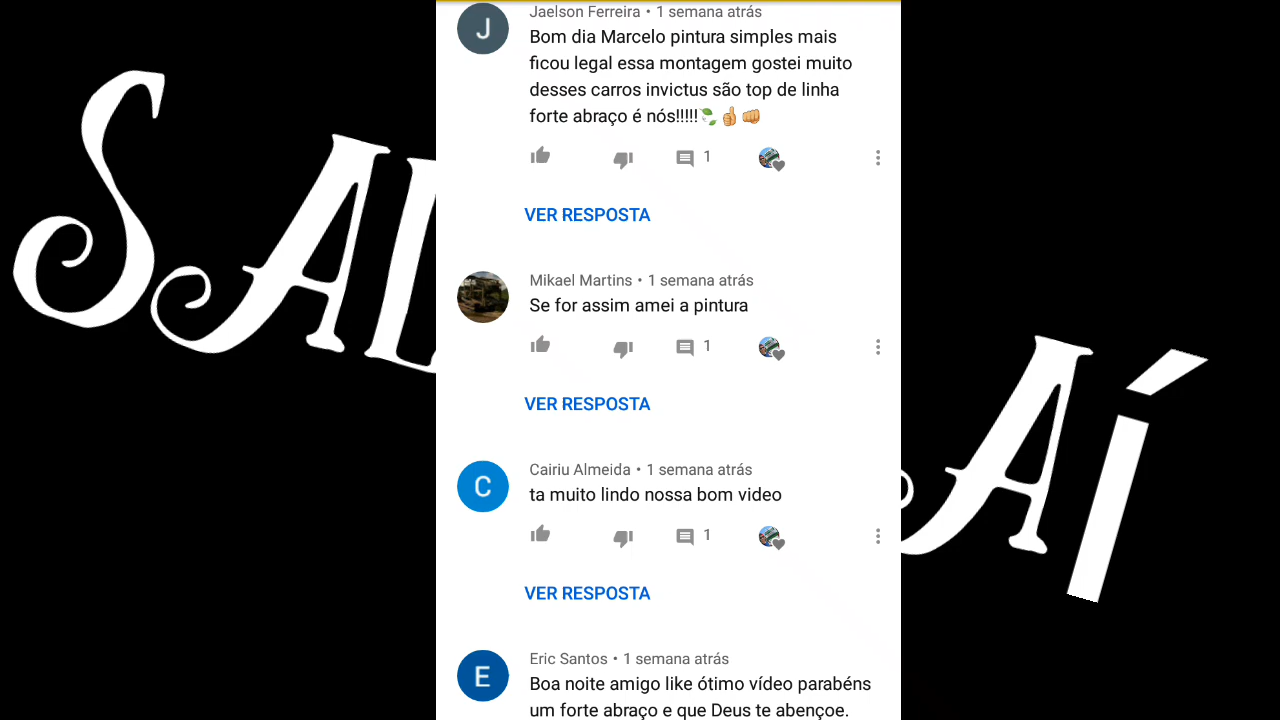 SAL
AÍ
Jaelson Ferreira • 1 semana atrás
Bom dia Marcelo pintura simples mais
ficou legal essa montagem gostei muito
desses carros invictus são top de linha
forte abraço é nós!!!!!🍃👍🏼👊🏼
1
VER RESPOSTA
Mikael Martins • 1 semana atrás
Se for assim amei a pintura
1
VER RESPOSTA
C
Cairiu Almeida • 1 semana atrás
ta muito lindo nossa bom video
1
VER RESPOSTA
E
Eric Santos • 1 semana atrás
Boa noite amigo like ótimo vídeo parabéns
um forte abraço e que Deus te abençoe.
J